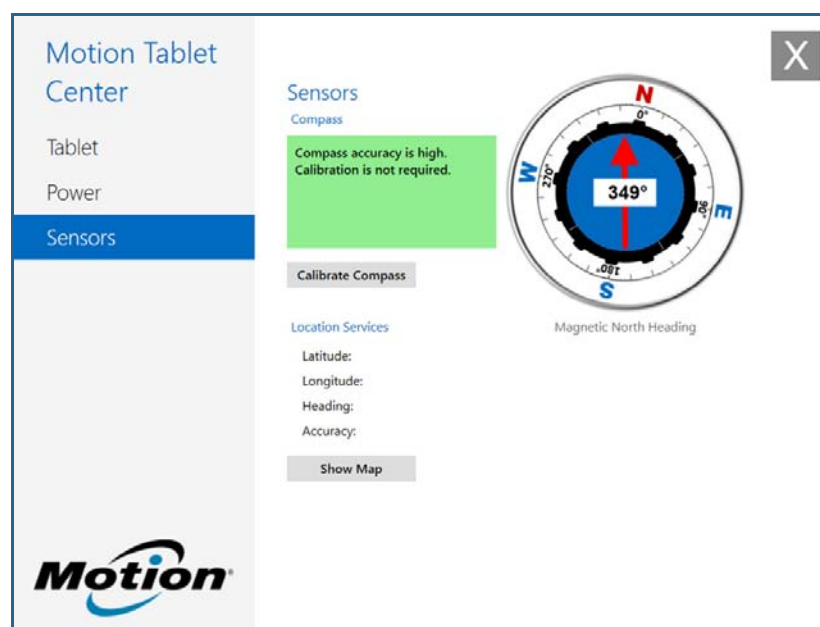 Motion Tablet
Center
Tablet
Power
Sensors
X
Sensors
Compass
Compass accuracy is high.
Calibration is not required.
Calibrate Compass
N
0°
W
270°
349°
90°
E
180°
S
Magnetic North Heading
Location Services
Latitude:
Longitude:
Heading:
Accuracy:
Show Map
Motion®